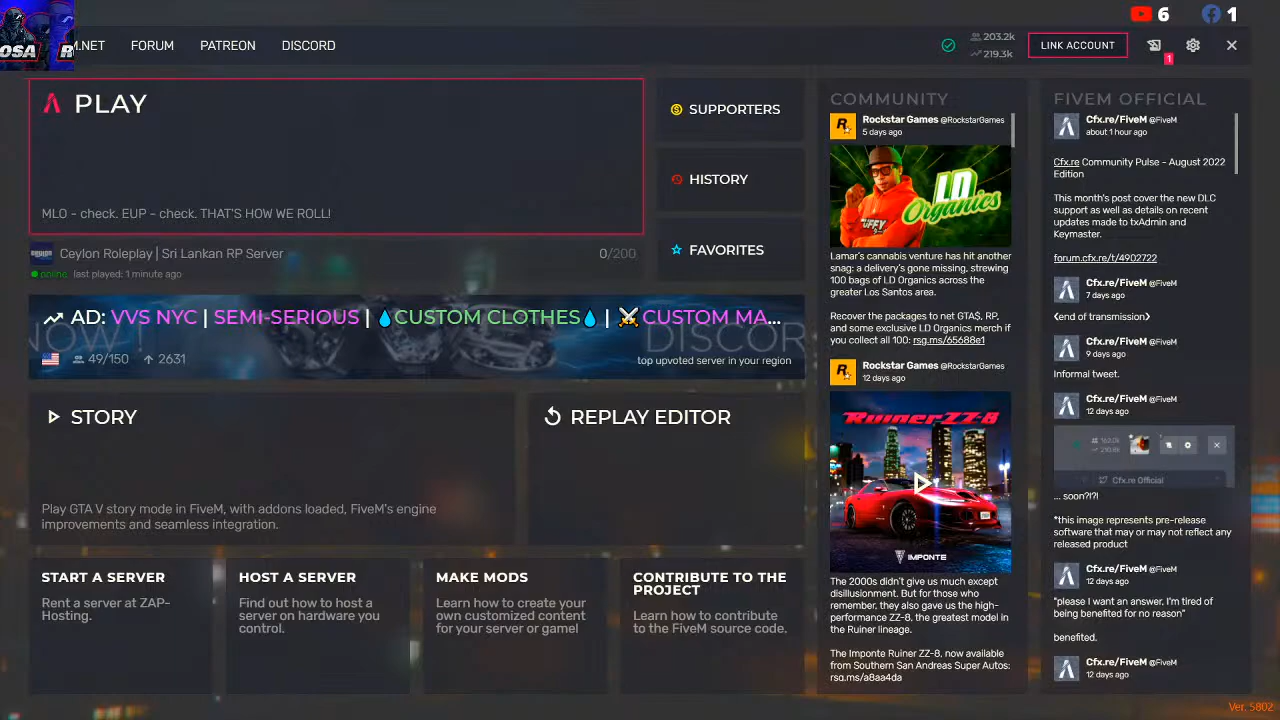 6 1
OSA R
M.NET FORUM PATREON DISCORD
203.2k
219.3k
LINK ACCOUNT
1
PLAY
MLO - check. EUP - check. THAT'S HOW WE ROLL!
Ceylon Roleplay | Sri Lankan RP Server 0/200
online last played: 1 minute ago
SUPPORTERS
HISTORY
FAVORITES
AD: VVS NYC | SEMI-SERIOUS | 💧CUSTOM CLOTHES💧 | ⚔️CUSTOM MA...
NOW! DISCOR
49/150 2631 top upvoted server in your region
STORY
Play GTA V story mode in FiveM, with addons loaded, FiveM's engine
improvements and seamless integration.
REPLAY EDITOR
START A SERVER
Rent a server at ZAP-
Hosting.
HOST A SERVER
Find out how to host a
server on hardware you
control.
MAKE MODS
Learn how to create your
own customized content
for your server or game!
CONTRIBUTE TO THE
PROJECT
Learn how to contribute
to the FiveM source code.
COMMUNITY
Rockstar Games @RockstarGames
5 days ago
LD
Organics
Lamar's cannabis venture has hit another
snag: a delivery's gone missing, strewing
100 bags of LD Organics across the
greater Los Santos area.
Recover the packages to net GTA$, RP,
and some exclusive LD Organics merch if
you collect all 100: rsg.ms/65688e1
Rockstar Games @RockstarGames
12 days ago
Ruiner ZZ-8
IMPONTE
The 2000s didn't give us much except
disillusionment. But for those who
remember, they also gave us the high-
performance ZZ-8, the greatest model in
the Ruiner lineage.
The Imponte Ruiner ZZ-8, now available
from Southern San Andreas Super Autos:
rsg.ms/a8aa4da
FIVEM OFFICIAL
Cfx.re/FiveM @FiveM
about 1 hour ago
Cfx.re Community Pulse - August 2022
Edition
This month's post cover the new DLC
support as well as details on recent
updates made to txAdmin and
Keymaster.
forum.cfx.re/t/4902722
Cfx.re/FiveM @FiveM
7 days ago
<end of transmission>
Cfx.re/FiveM @FiveM
9 days ago
Informal tweet.
Cfx.re/FiveM @FiveM
12 days ago
Cfx.re Official
... soon?!?!
*this image represents pre-release
software that may or may not reflect any
released product
Cfx.re/FiveM @FiveM
12 days ago
"please I want an answer, I'm tired of
being benefited for no reason"
benefited.
Cfx.re/FiveM @FiveM
12 days ago
Ver. 5802